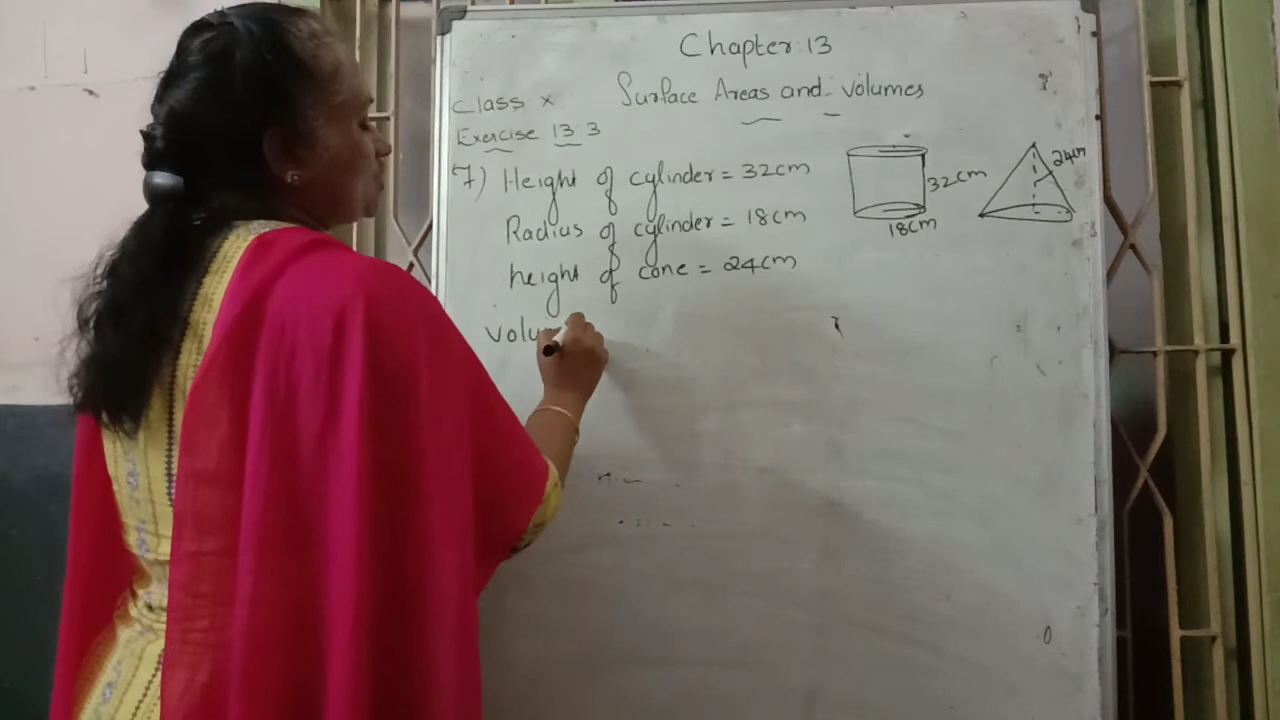 Chapter: 13
Class X Surface Areas and volumes
Exercise 13.3
7) Height of cylinder = 32cm
Radius of cylinder = 18cm
height of cone = 24cm
volu
32cm
18cm
24cm